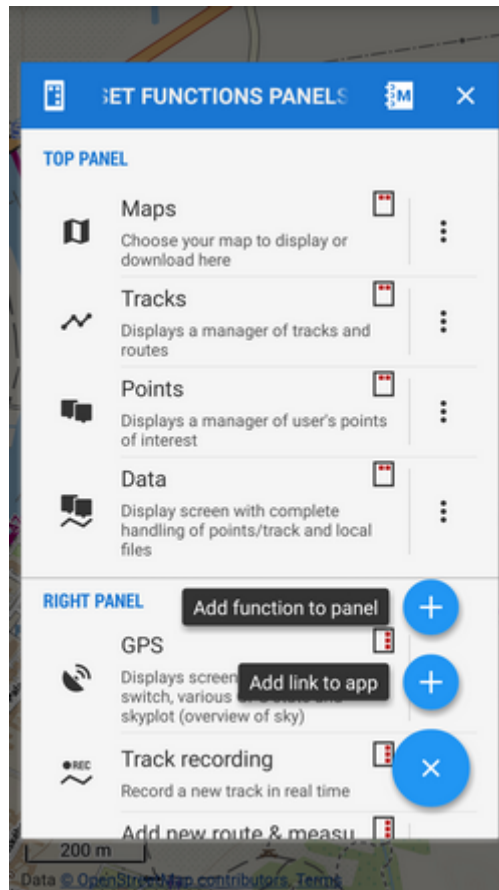 SET FUNCTIONS PANELS
M
TOP PANEL
Maps
Choose your map to display or
download here
Tracks
Displays a manager of tracks and
routes
Points
Displays a manager of user's points
of interest
Data
Display screen with complete
handling of points/track and local
files
RIGHT PANEL
Add function to panel
GPS
Displays screen
Add link to app
switch, various
skyplot (overview of sky)
REC
Track recording
Record a new track in real time
Add new route & measu
200 m
Data © OpenStreetMap contributors, Terms